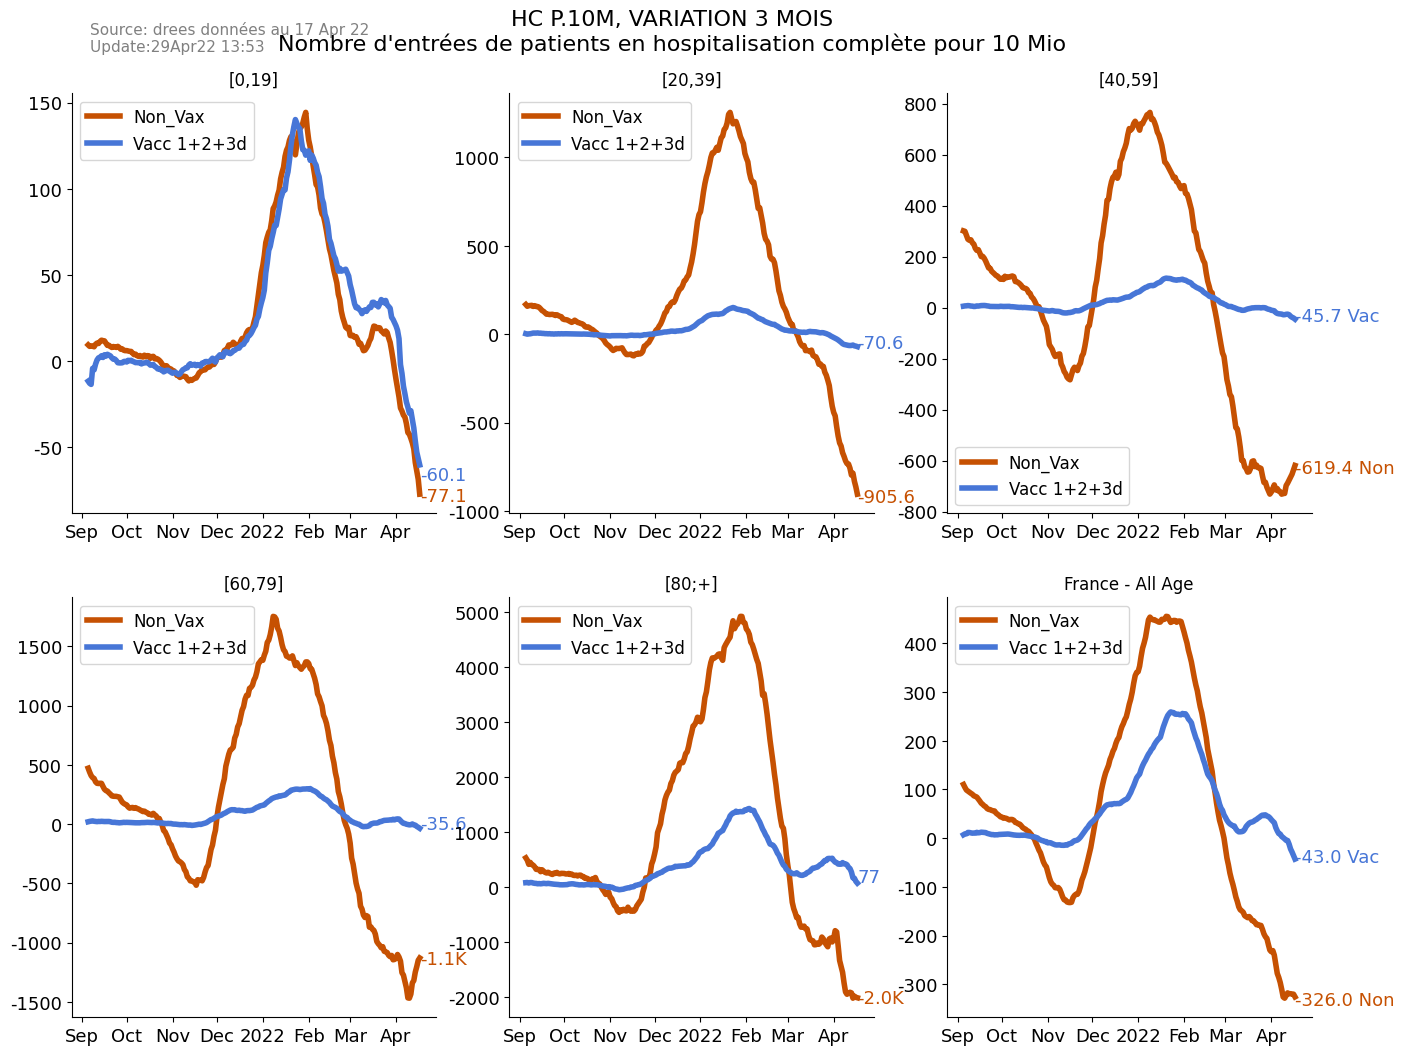 HC P.10M, VARIATION 3 MOIS
Source: drees données au 17 Apr 22
Update:29Apr22 13:53
Nombre d'entrées de patients en hospitalisation complète pour 10 Mio
[0,19]
Non_Vax
Vacc 1+2+3d
150
100
50
0
-50
-60.1
-77.1
Sep Oct Nov Dec 2022 Feb Mar Apr
[20,39]
Non_Vax
Vacc 1+2+3d
1000
500
0
-500
-1000
-70.6
-905.6
Sep Oct Nov Dec 2022 Feb Mar Apr
[40,59]
800
600
400
200
0
-200
-400
-600
-800
-45.7 Vac
-619.4 Non
Non_Vax
Vacc 1+2+3d
Sep Oct Nov Dec 2022 Feb Mar Apr
[60,79]
Non_Vax
Vacc 1+2+3d
1500
1000
500
0
-500
-1000
-1500
-35.6
-1.1K
Sep Oct Nov Dec 2022 Feb Mar Apr
[80;+]
Non_Vax
Vacc 1+2+3d
5000
4000
3000
2000
1000
0
-1000
-2000
77
-2.0K
Sep Oct Nov Dec 2022 Feb Mar Apr
France - All Age
Non_Vax
Vacc 1+2+3d
400
300
200
100
0
-100
-200
-300
-43.0 Vac
-326.0 Non
Sep Oct Nov Dec 2022 Feb Mar Apr